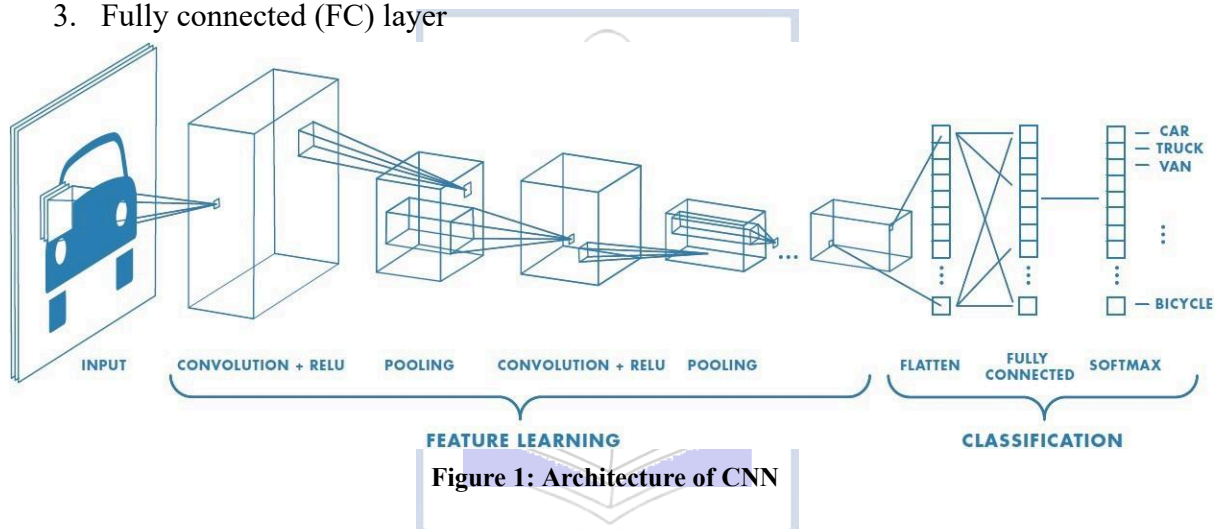 3. Fully connected (FC) layer
CAR
TRUCK
VAN
BICYCLE
INPUT
CONVOLUTION + RELU
POOLING
CONVOLUTION + RELU
POOLING
FLATTEN
FULLY
CONNECTED
SOFTMAX
FEATURE LEARNING
CLASSIFICATION
Figure 1: Architecture of CNN